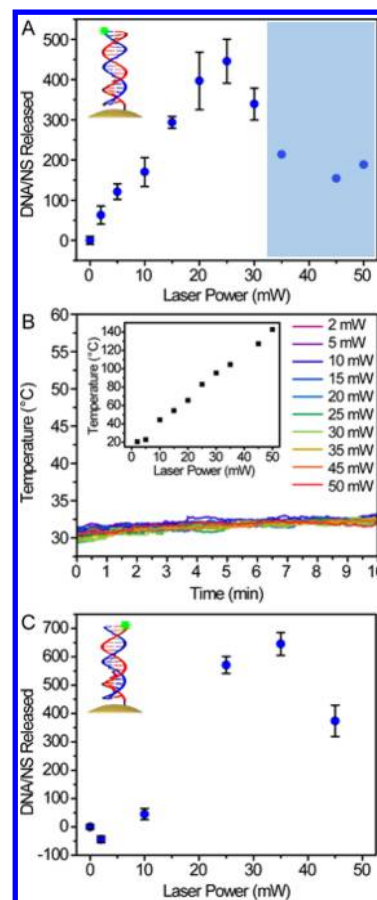 A
DNA/NS Released
500
400
300
200
100
0
0 10 20 30 40 50
Laser Power (mW)
B
Temperature (°C)
60
55
50
45
40
35
30
Temperature (°C)
140
120
100
80
60
40
20
0 10 20 30 40 50
Laser Power (mW)
2 mW
5 mW
10 mW
15 mW
20 mW
25 mW
30 mW
35 mW
45 mW
50 mW
0 1 2 3 4 5 6 7 8 9 10
Time (min)
C
DNA/NS Released
700
600
500
400
300
200
100
0
-100
0 10 20 30 40 50
Laser Power (mW)